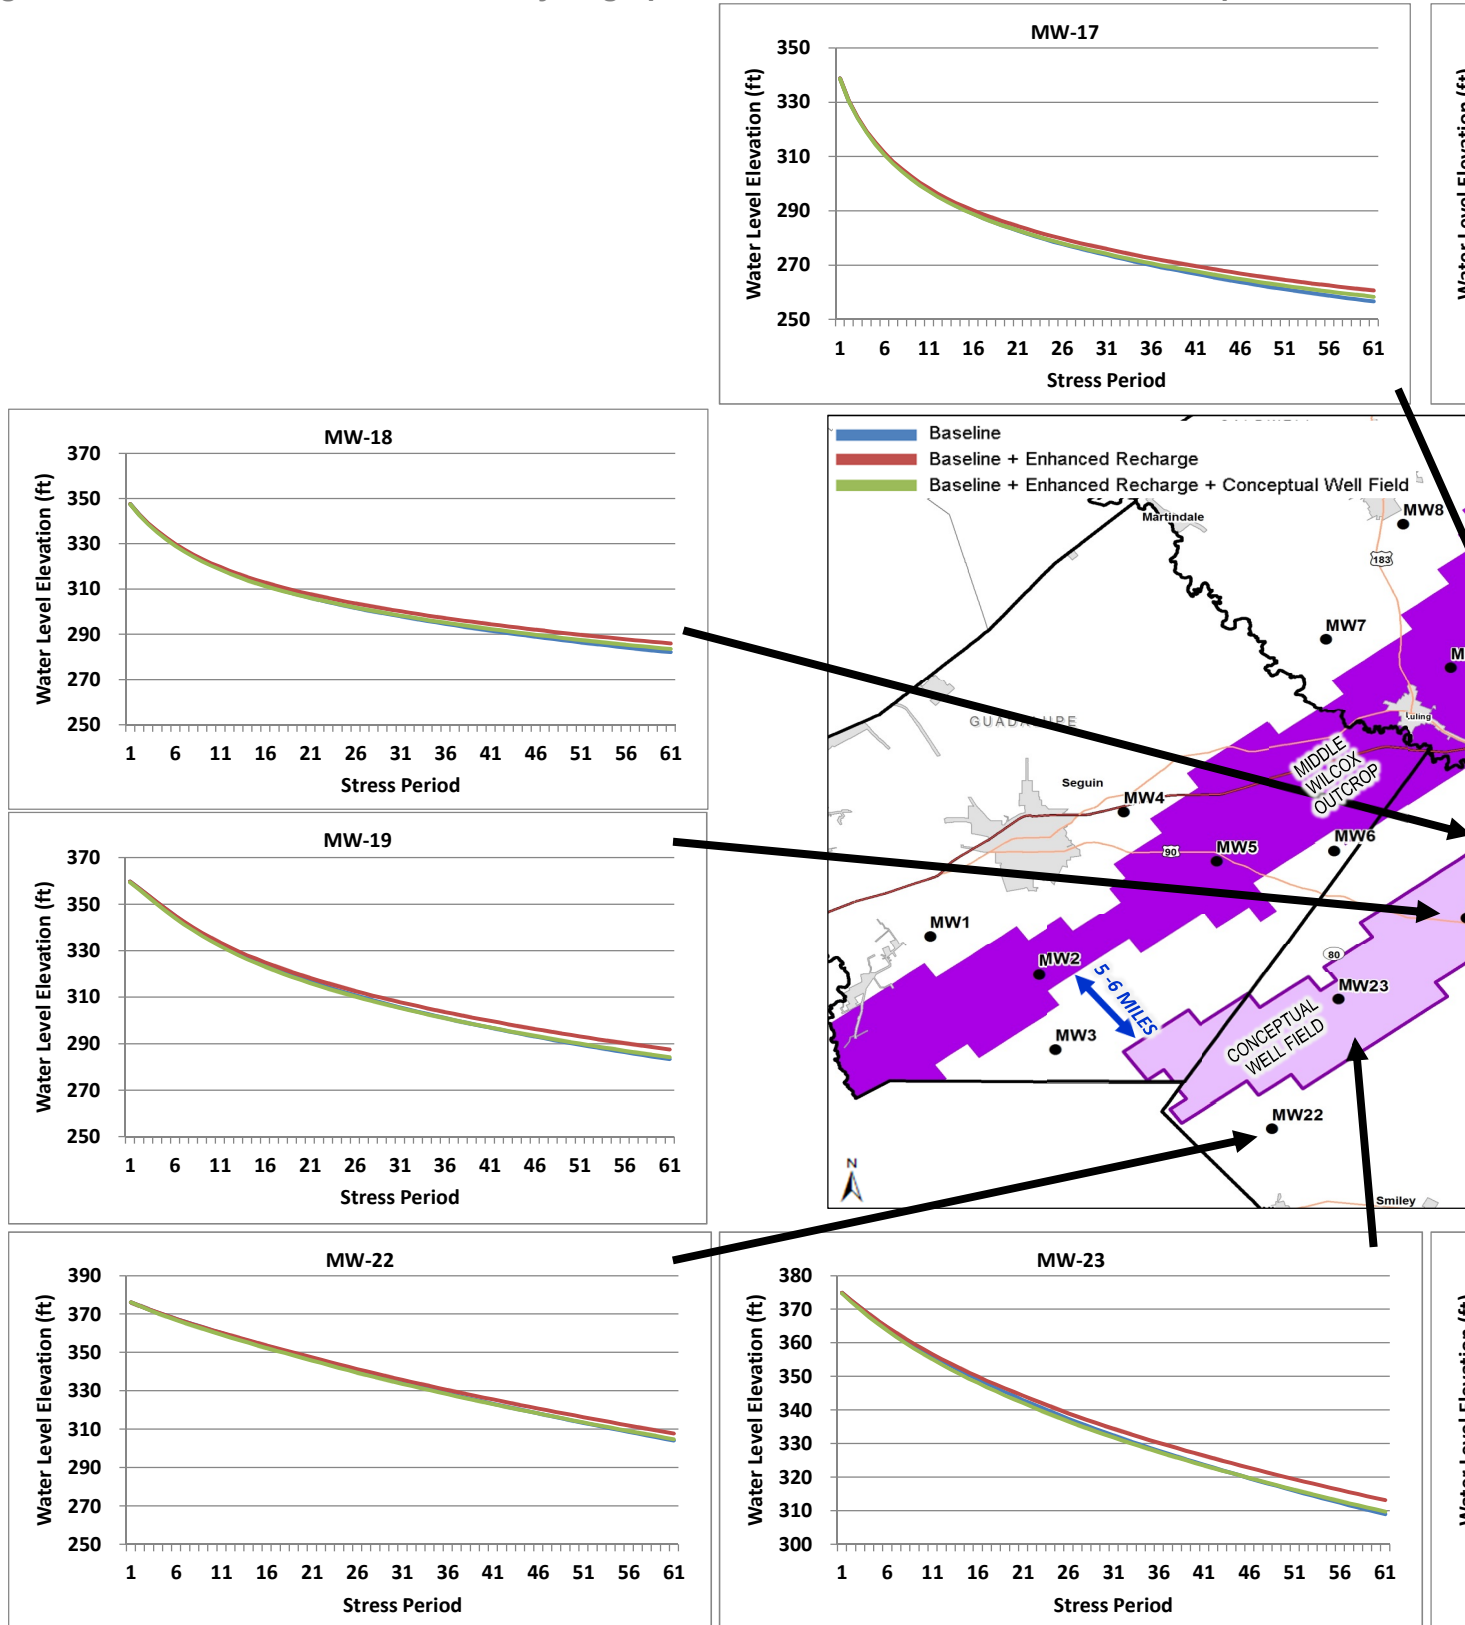 MW-17
Water Level Elevation (ft)
350
330
310
290
270
250
1 6 11 16 21 26 31 36 41 46 51 56 61
Stress Period
MW-18
Water Level Elevation (ft)
370
350
330
310
290
270
250
1 6 11 16 21 26 31 36 41 46 51 56 61
Stress Period
Baseline
Baseline + Enhanced Recharge
Baseline + Enhanced Recharge + Conceptual Well Field
MW8
Martindale
183
MW7
GUADALUPE
Luling
MIDDLE
WILCOX
OUTCROP
Seguin
MW4
MW6
90
MW5
MW1
MW2
80
5 -6 MILES
MW23
MW3
CONCEPTUAL
WELL FIELD
MW22
N
Smiley
MW-19
Water Level Elevation (ft)
370
350
330
310
290
270
250
1 6 11 16 21 26 31 36 41 46 51 56 61
Stress Period
MW-22
Water Level Elevation (ft)
390
370
350
330
310
290
270
250
1 6 11 16 21 26 31 36 41 46 51 56 61
Stress Period
MW-23
Water Level Elevation (ft)
380
370
360
350
340
330
320
310
300
1 6 11 16 21 26 31 36 41 46 51 56 61
Stress Period